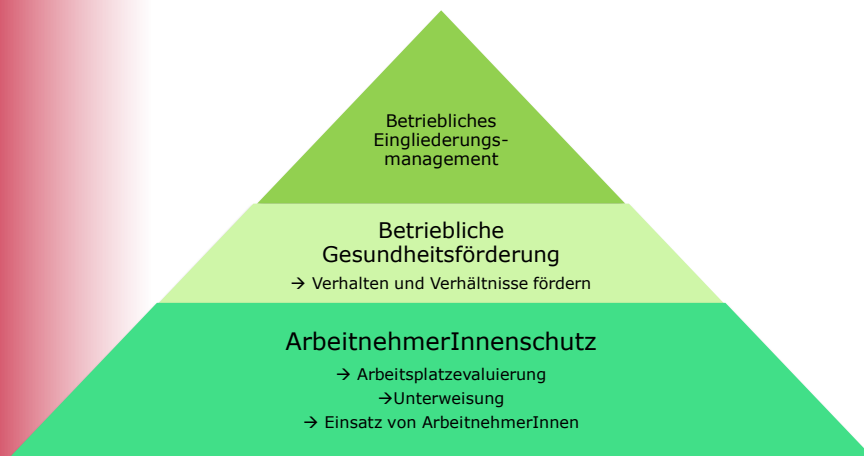 Betriebliches
Eingliederungs-
management
Betriebliche
Gesundheitsförderung
→ Verhalten und Verhältnisse fördern
ArbeitnehmerInnenschutz
→ Arbeitsplatzevaluierung
→Unterweisung
→ Einsatz von ArbeitnehmerInnen